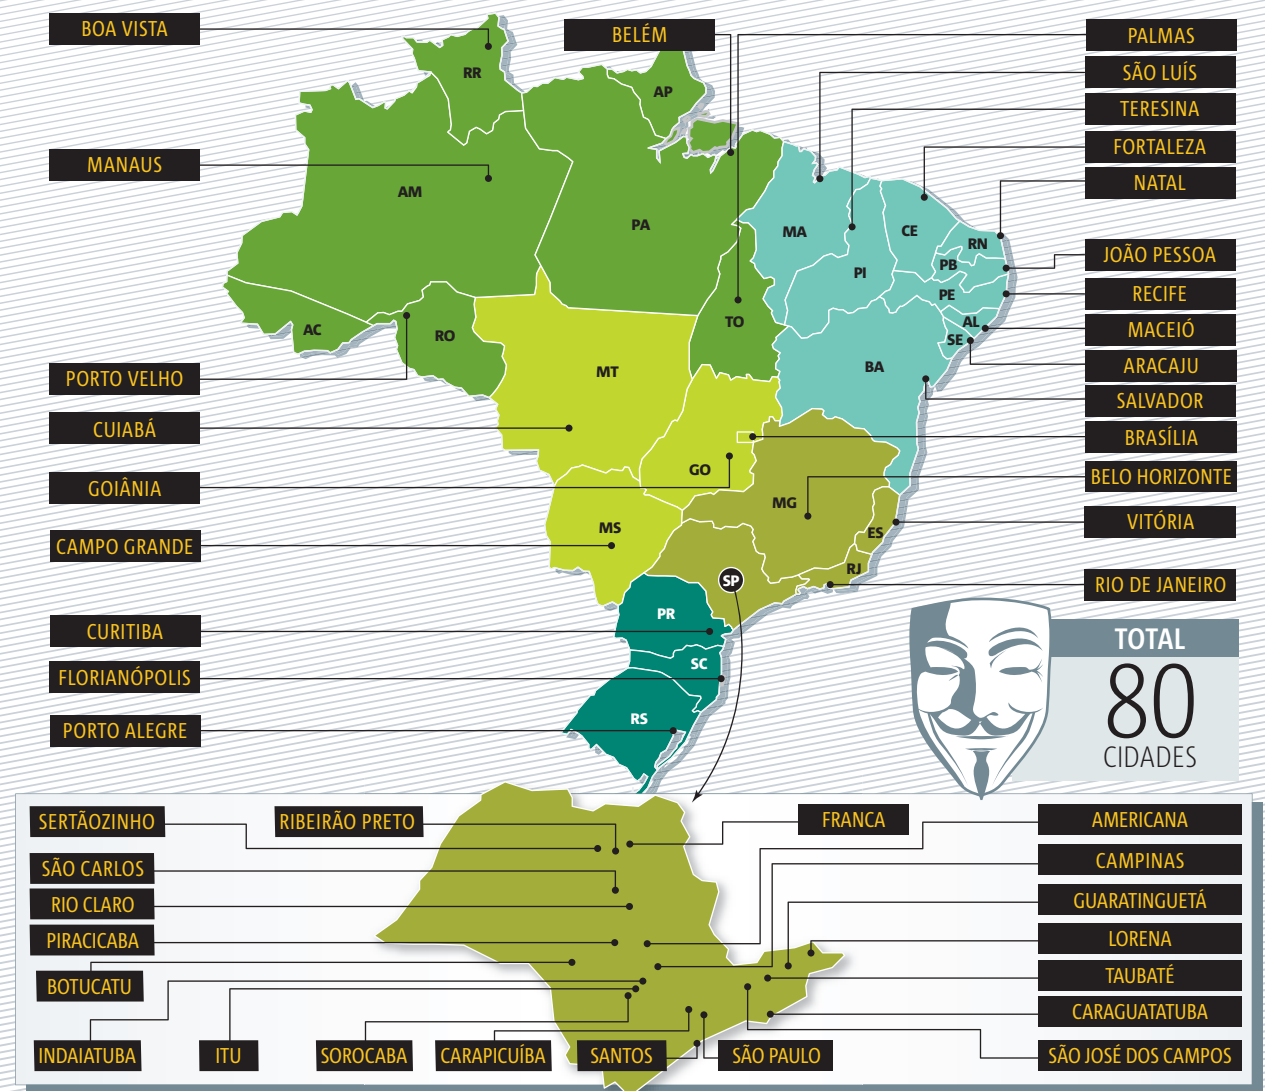 BOA VISTA
BELÉM
PALMAS
SÃO LUÍS
TERESINA
FORTALEZA
NATAL
JOÃO PESSOA
RECIFE
MACEIÓ
ARACAJU
SALVADOR
BRASÍLIA
BELO HORIZONTE
VITÓRIA
RIO DE JANEIRO
MANAUS
PORTO VELHO
CUIABÁ
GOIÂNIA
CAMPO GRANDE
CURITIBA
FLORIANÓPOLIS
PORTO ALEGRE
RR
AP
AM
PA
MA
CE
RN
PB
PI
PE
AL
SE
AC
RO
TO
MT
BA
GO
MG
MS
ES
RJ
SP
PR
SC
RS
TOTAL
80
CIDADES
SERTÃOZINHO
RIBEIRÃO PRETO
FRANCA
AMERICANA
SÃO CARLOS
CAMPINAS
RIO CLARO
GUARATINGUETÁ
PIRACICABA
LORENA
BOTUCATU
TAUBATÉ
CARAGUATATUBA
INDAIATUBA
ITU
SOROCABA
CARAPICUÍBA
SANTOS
SÃO PAULO
SÃO JOSÉ DOS CAMPOS